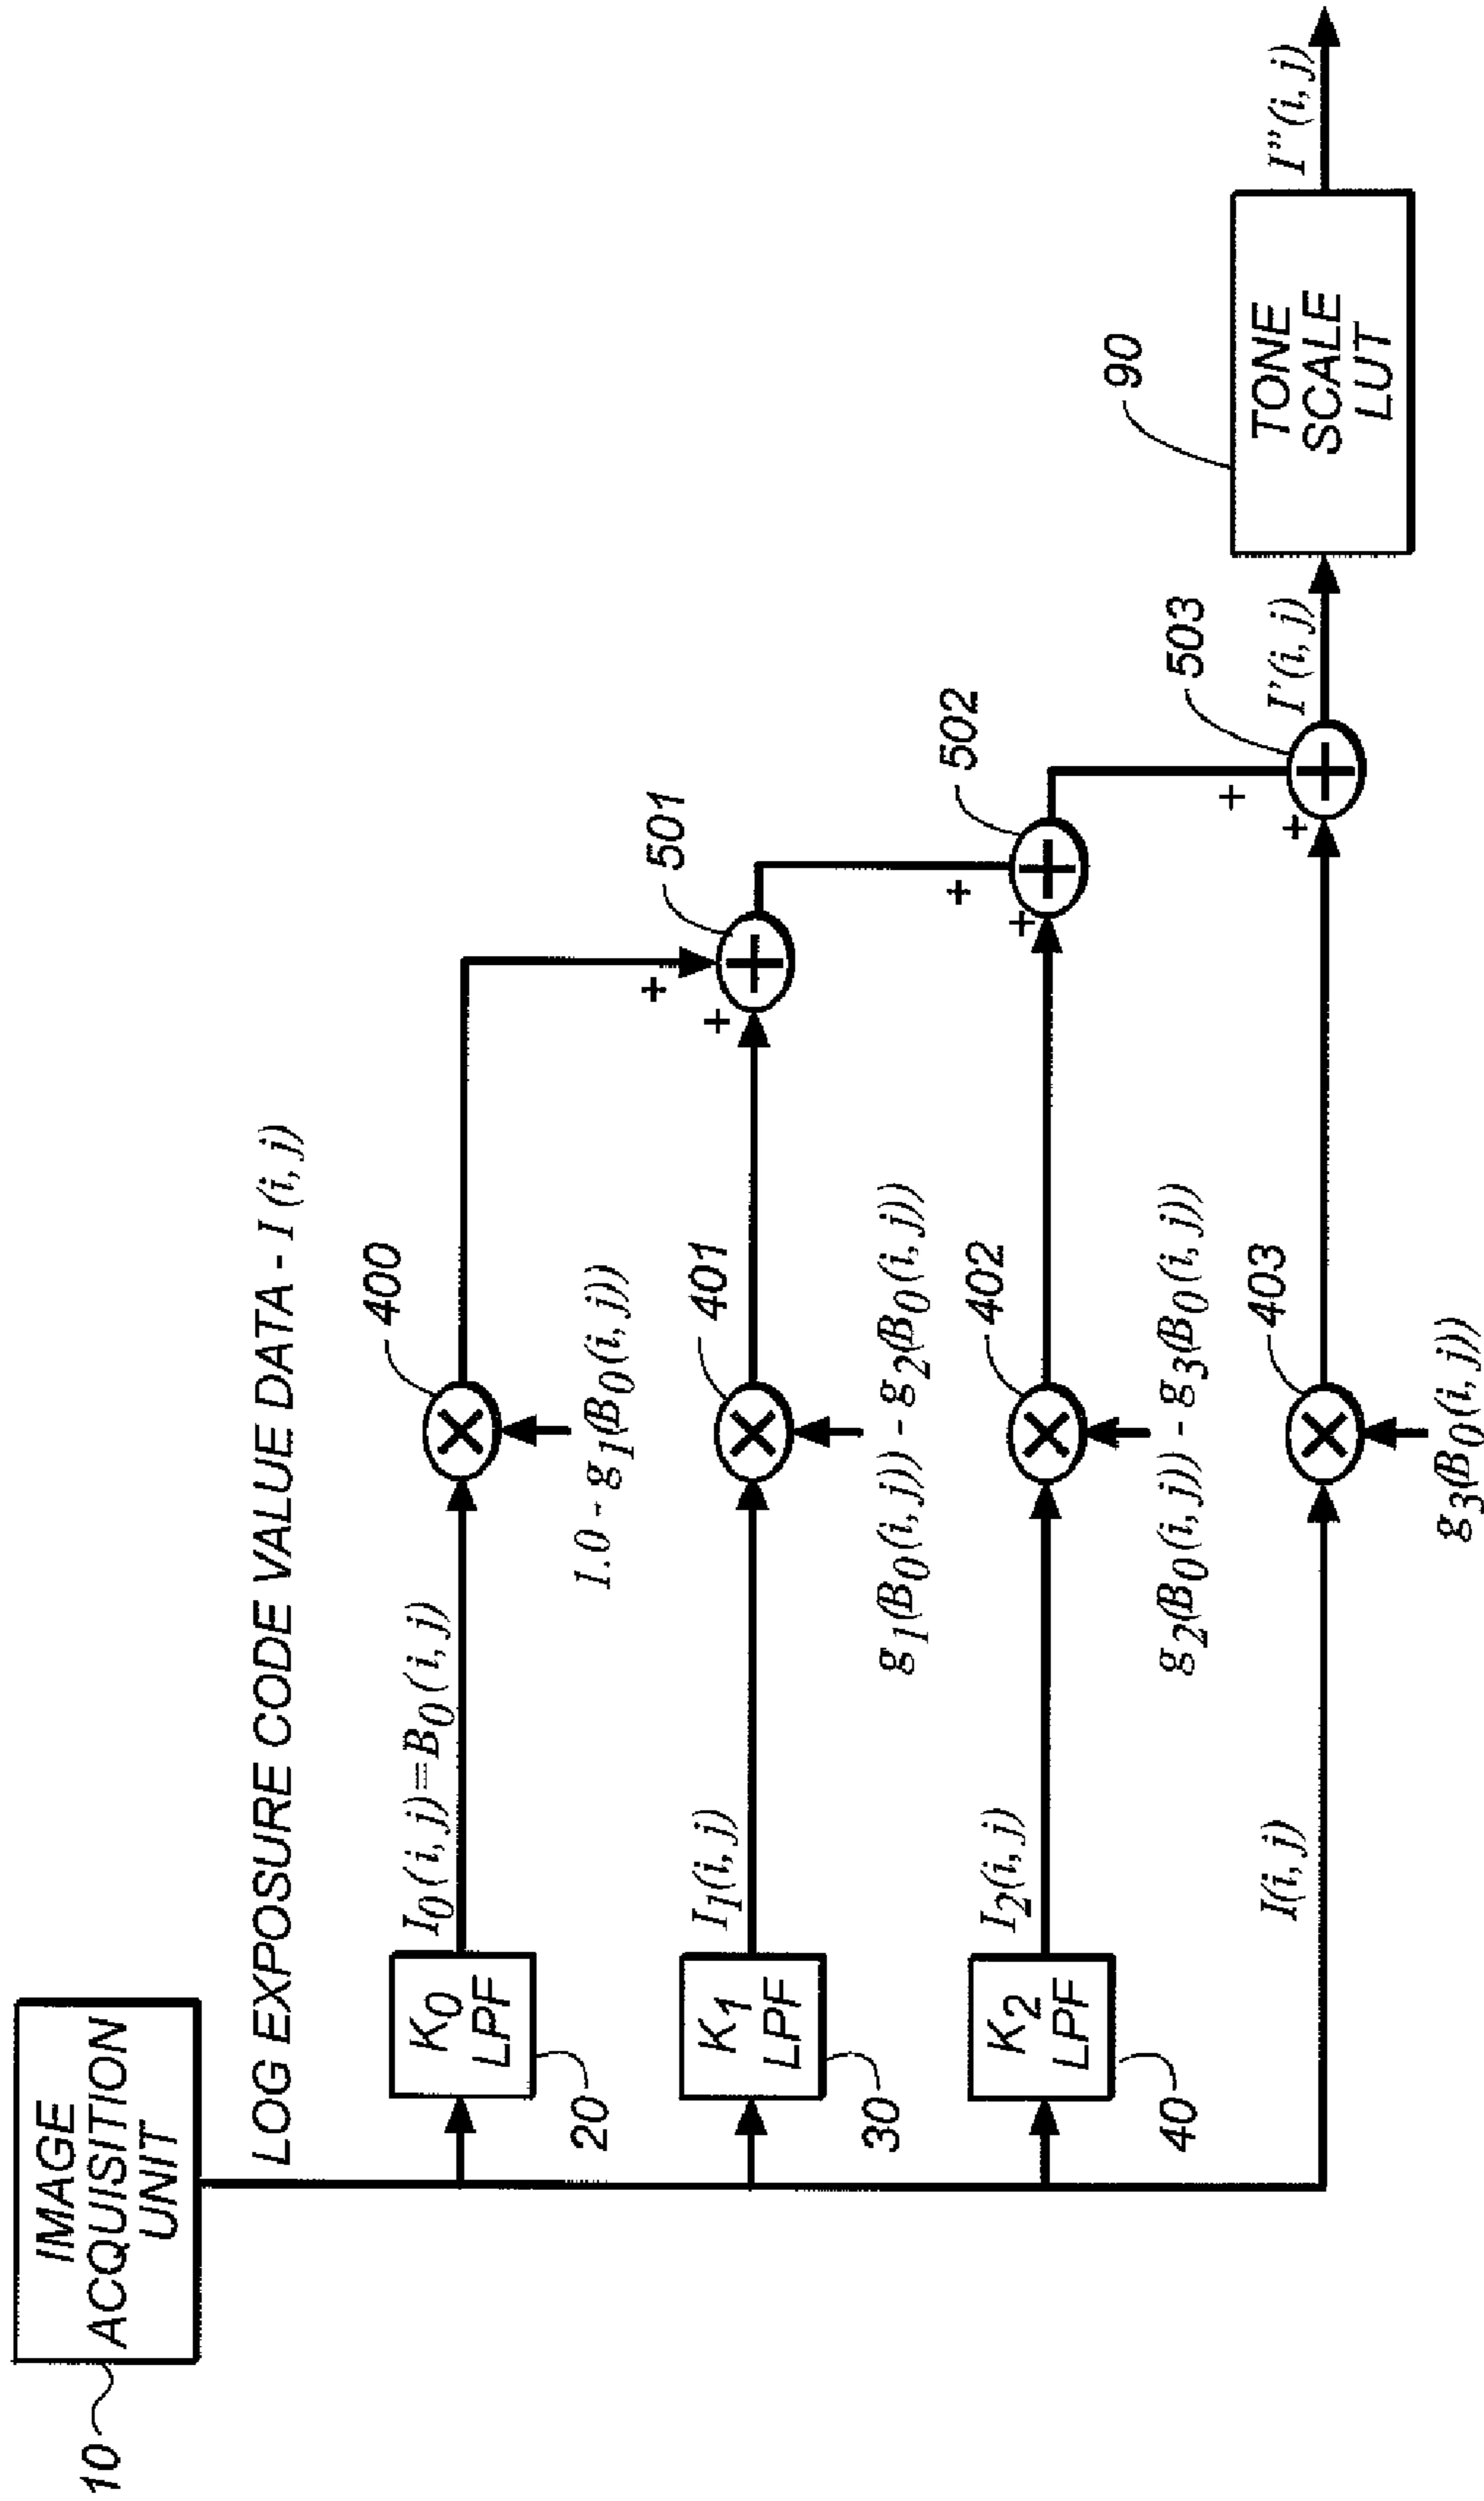 10
IMAGE
ACQUISITION
UNIT
LOG EXPOSURE CODE VALUE DATA - I (i, j)
K0
LPF
20
I0 (i, j)=B0 (i, j)
400
1.0 - g1(B0 (i, j))
K1
LPF
30
I1(i, j)
401
g1(B0 (i, j)) - g2(B0 (i, j))
+
+
501
K2
LPF
40
I2(i, j)
402
g2(B0 (i, j)) - g3(B0 (i, j))
+
+
502
I(i, j)
403
g3(B0 (i, j))
+
+
503
I'(i, j)
90
TONE
SCALE
LUT
I''(i, j)